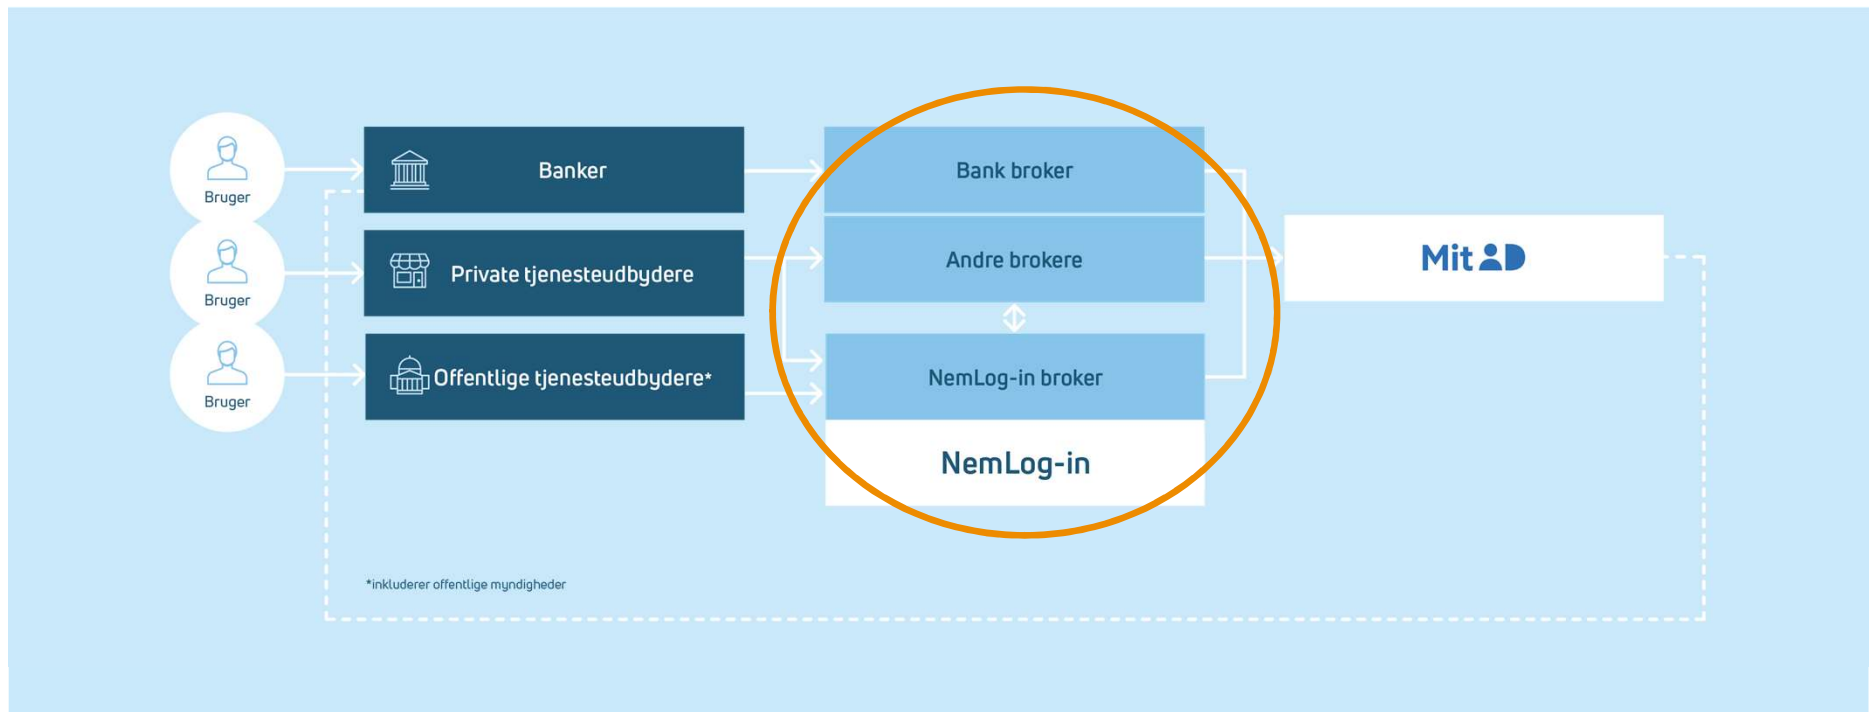 Bruger
Banker
Bank broker
Bruger
Private tjenesteudbydere
Andre brokere
MitID
Bruger
Offentlige tjenesteudbydere*
NemLog-in broker
NemLog-in
*inkluderer offentlige myndigheder